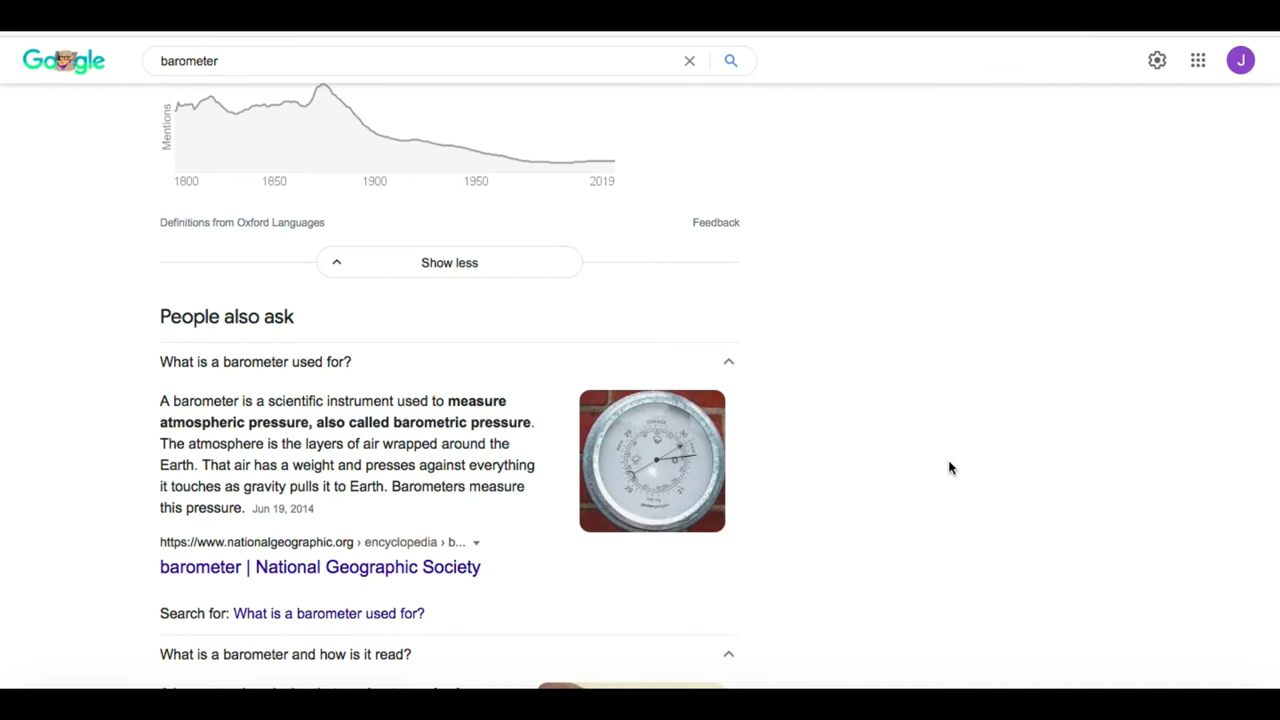 Google
barometer
J
Mentions
1800 1850 1900 1950 2019
Definitions from Oxford Languages Feedback
Show less
People also ask
What is a barometer used for?
A barometer is a scientific instrument used to measure
atmospheric pressure, also called barometric pressure.
The atmosphere is the layers of air wrapped around the
Earth. That air has a weight and presses against everything
it touches as gravity pulls it to Earth. Barometers measure
this pressure. Jun 19, 2014
CHANGE
30
31
https://www.nationalgeographic.org › encyclopedia › b...
barometer | National Geographic Society
Search for: What is a barometer used for?
What is a barometer and how is it read?